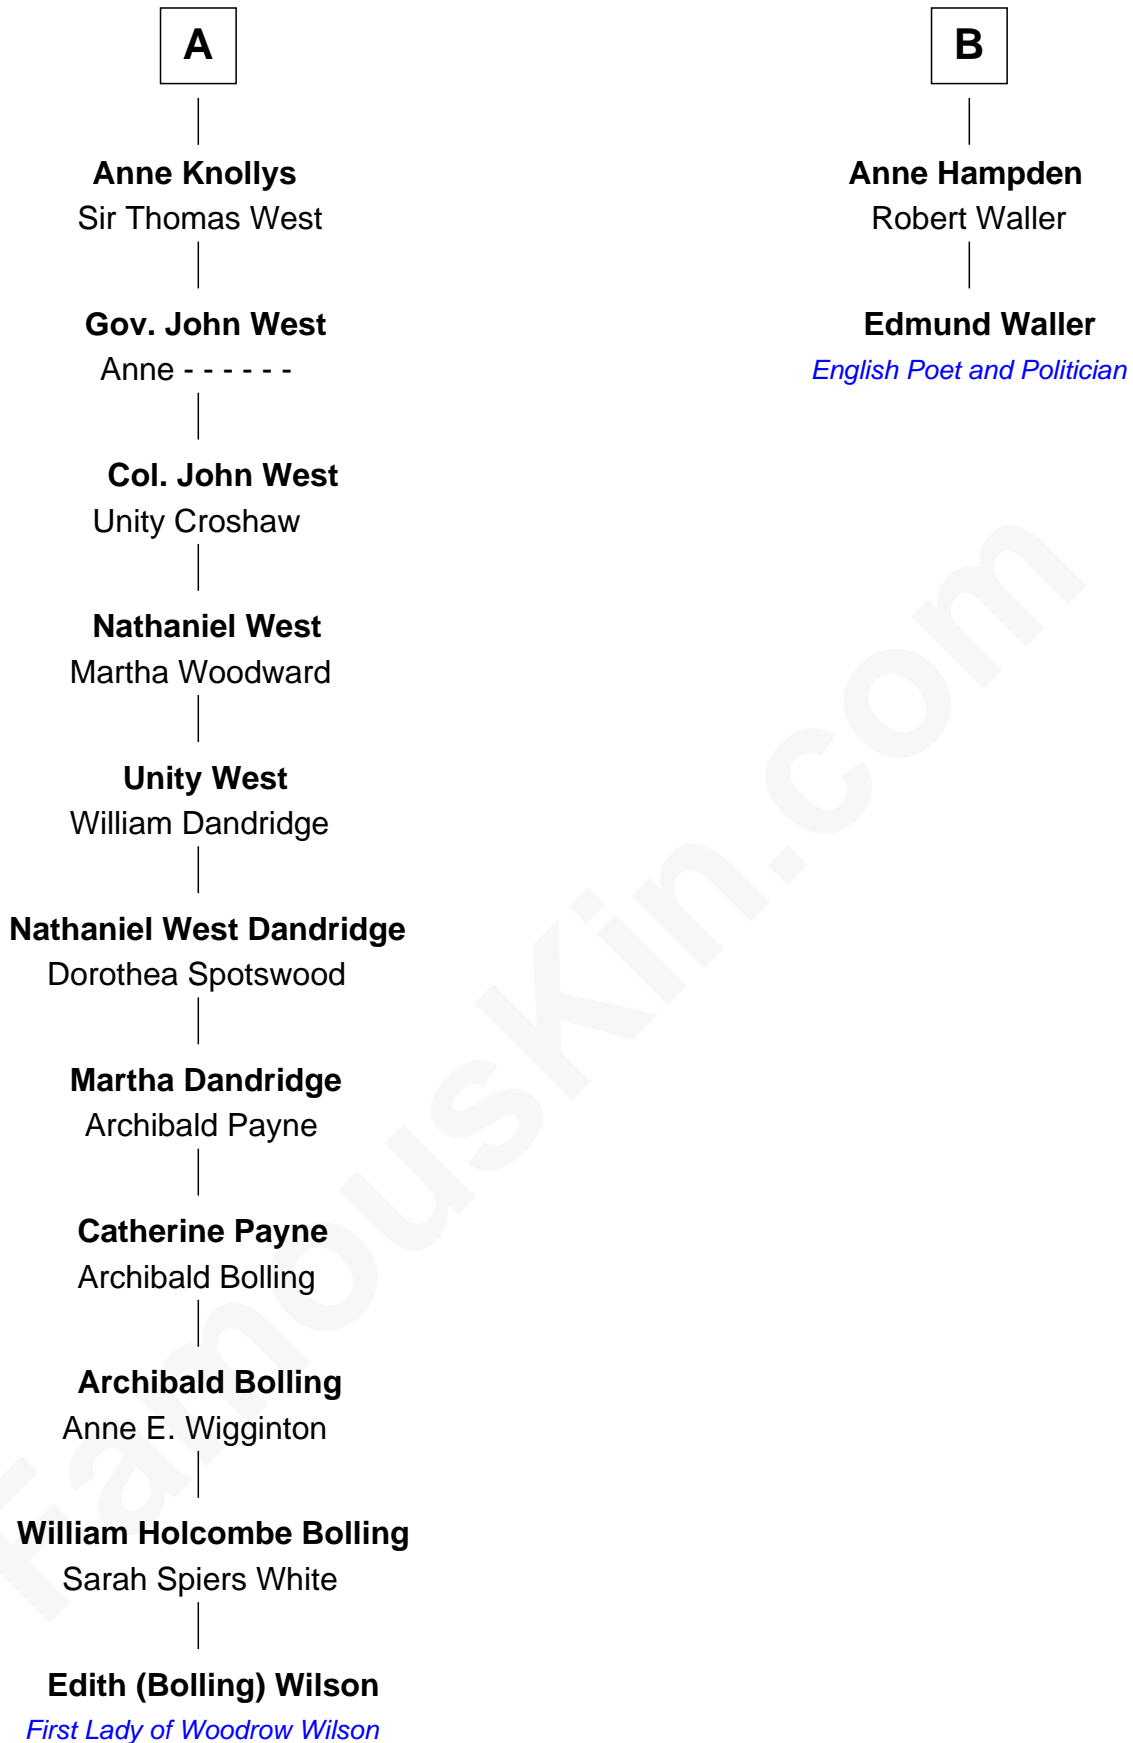 A
Anne Knollys
Sir Thomas West
Gov. John West
Anne - - - - - -
Col. John West
Unity Croshaw
Nathaniel West
Martha Woodward
Unity West
William Dandridge
Nathaniel West Dandridge
Dorothea Spotswood
Martha Dandridge
Archibald Payne
Catherine Payne
Archibald Bolling
Archibald Bolling
Anne E. Wigginton
William Holcombe Bolling
Sarah Spiers White
Edith (Bolling) Wilson
First Lady of Woodrow Wilson
B
Anne Hampden
Robert Waller
Edmund Waller
English Poet and Politician
FamousKin.com